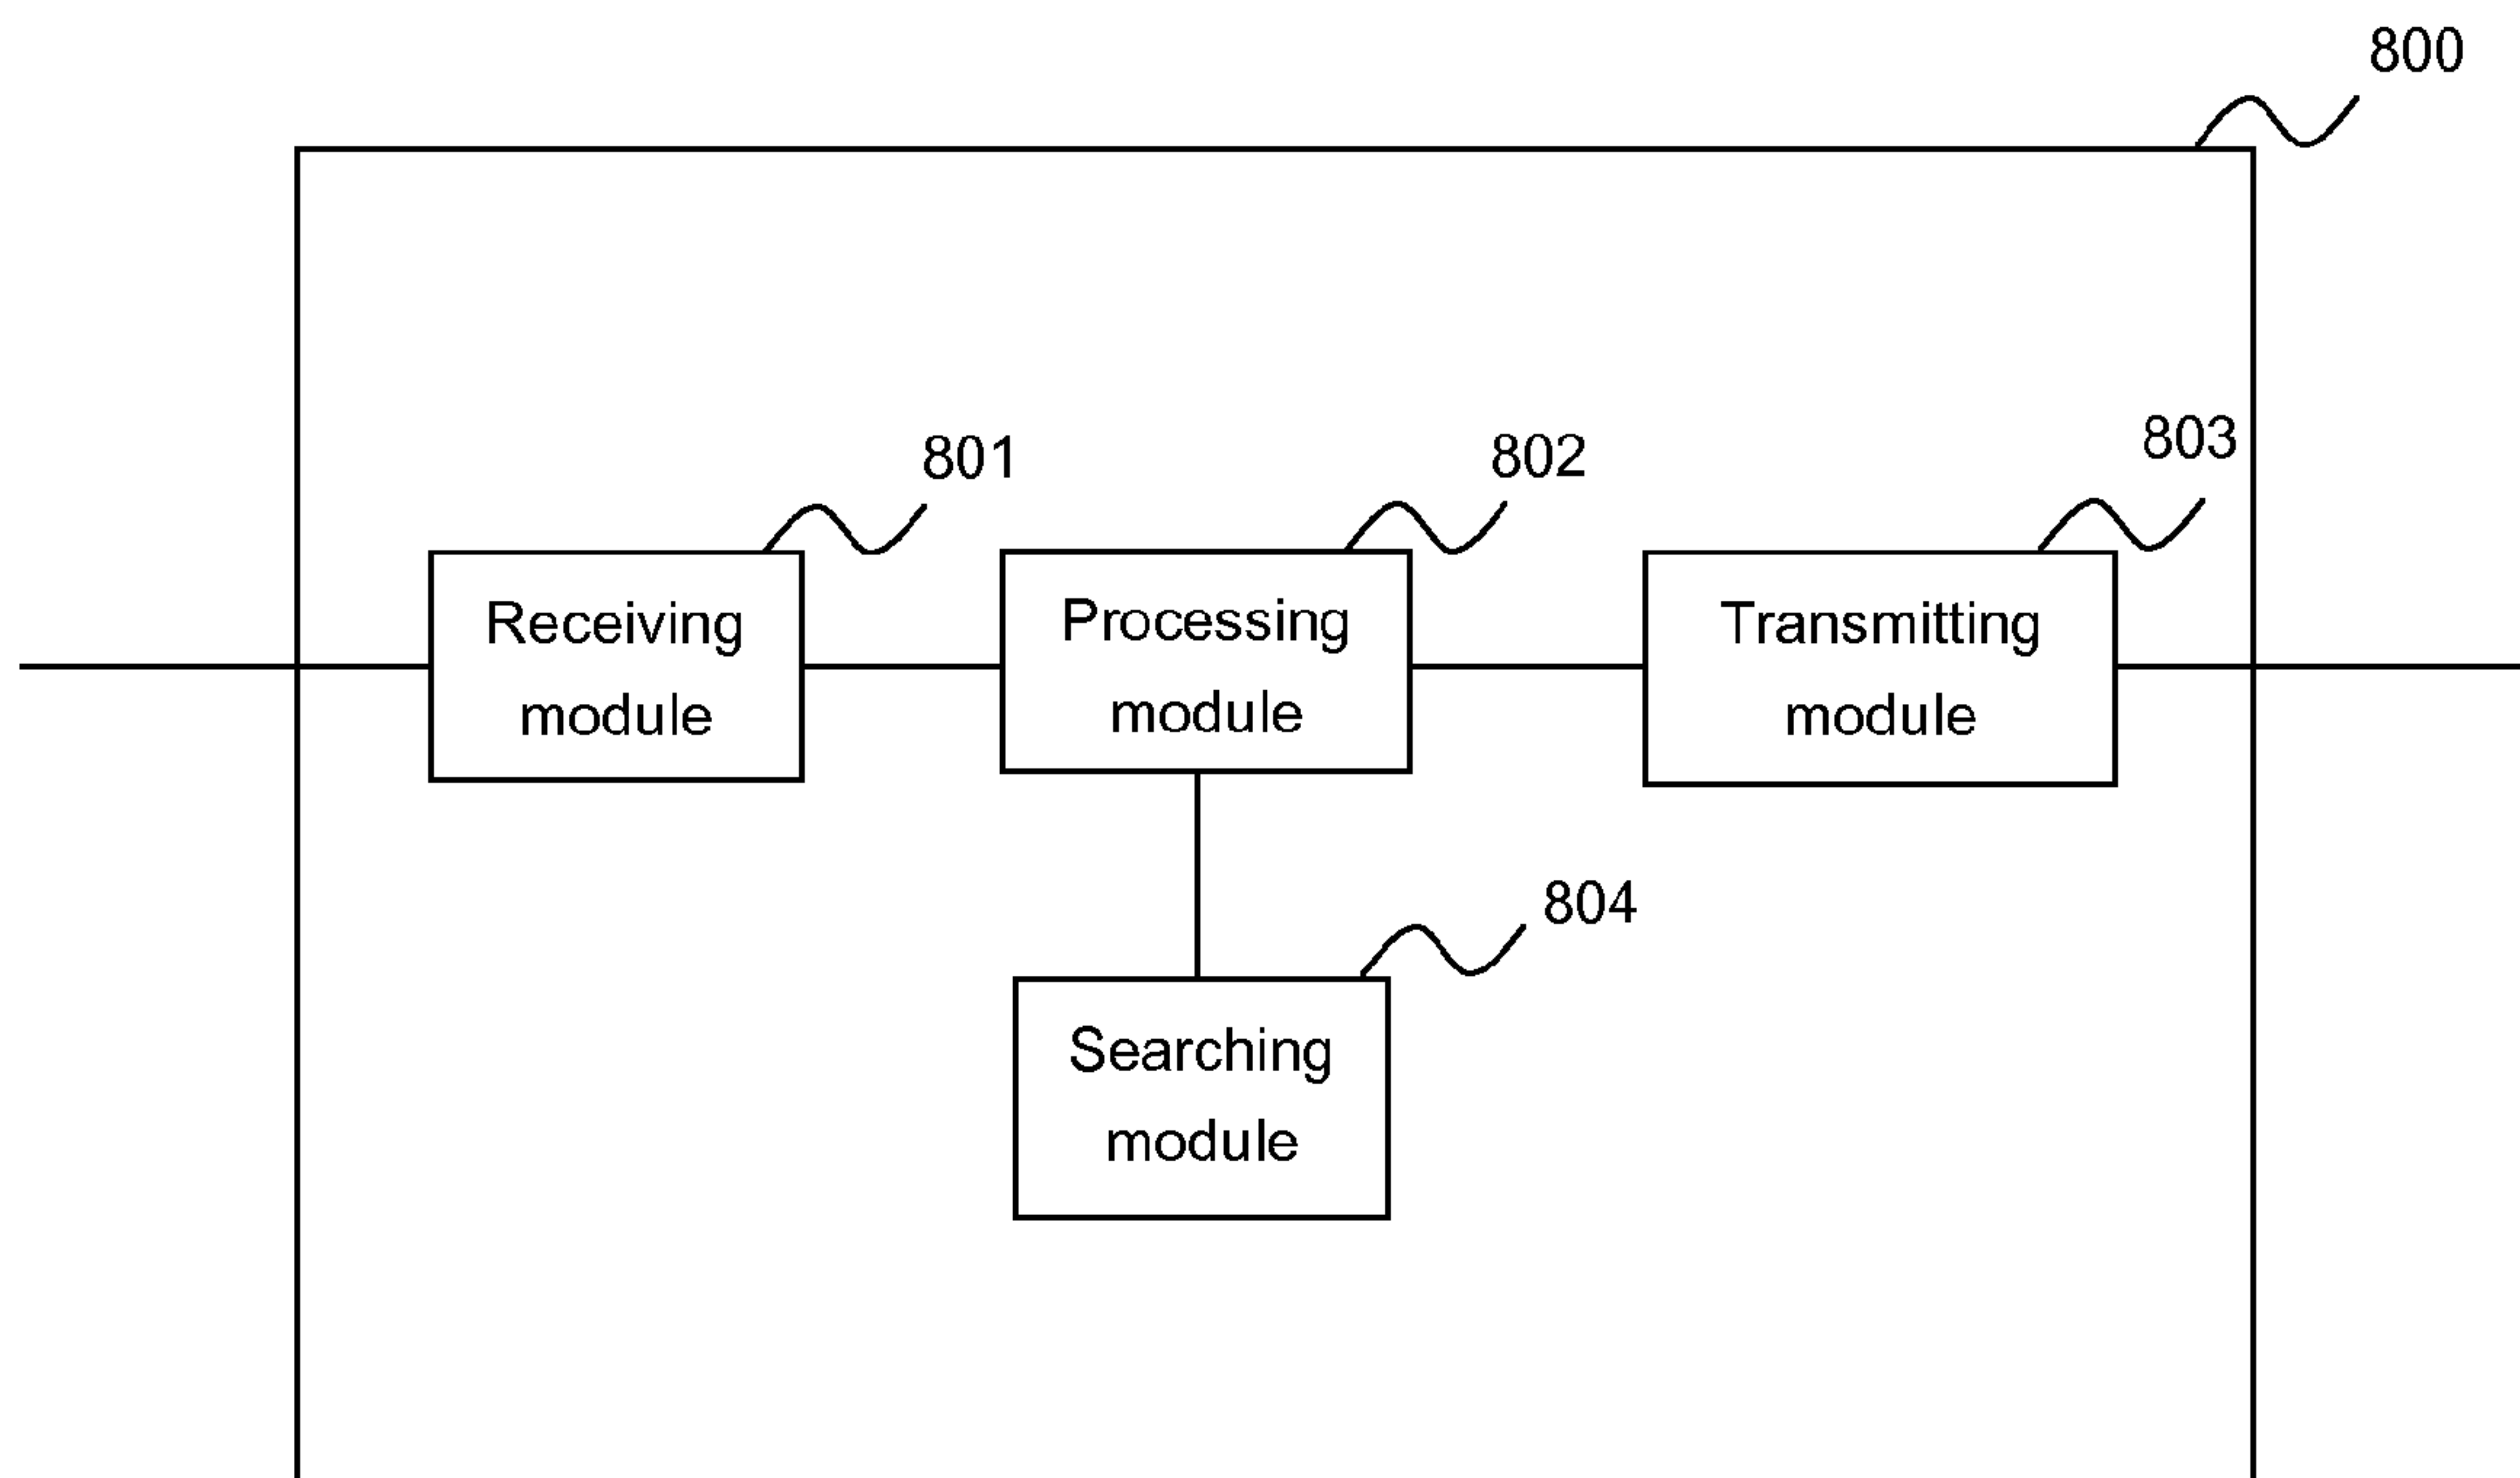 800
801
802
803
Receiving
module
Processing
module
Transmitting
module
804
Searching
module